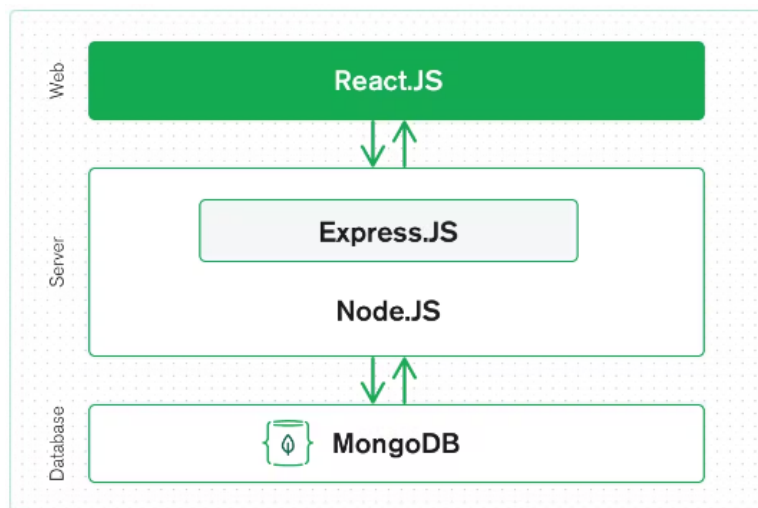 Web
React.JS
Server
Express.JS
Node.JS
Database
MongoDB